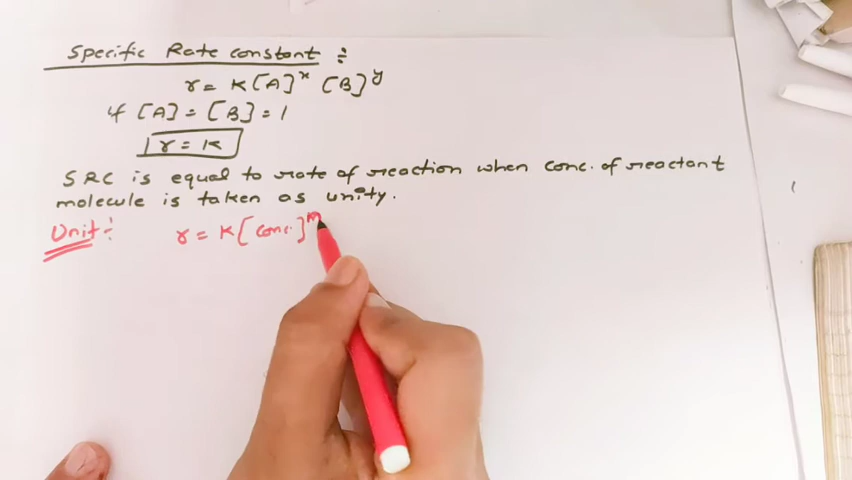 Specific Rate constant ÷
r = K[A]^x [B]^y
if [A] = [B] = 1
r = K
SRC is equal to rate of reaction when conc. of reactant
molecule is taken as unity.
Unit ÷ r = K[conc.]